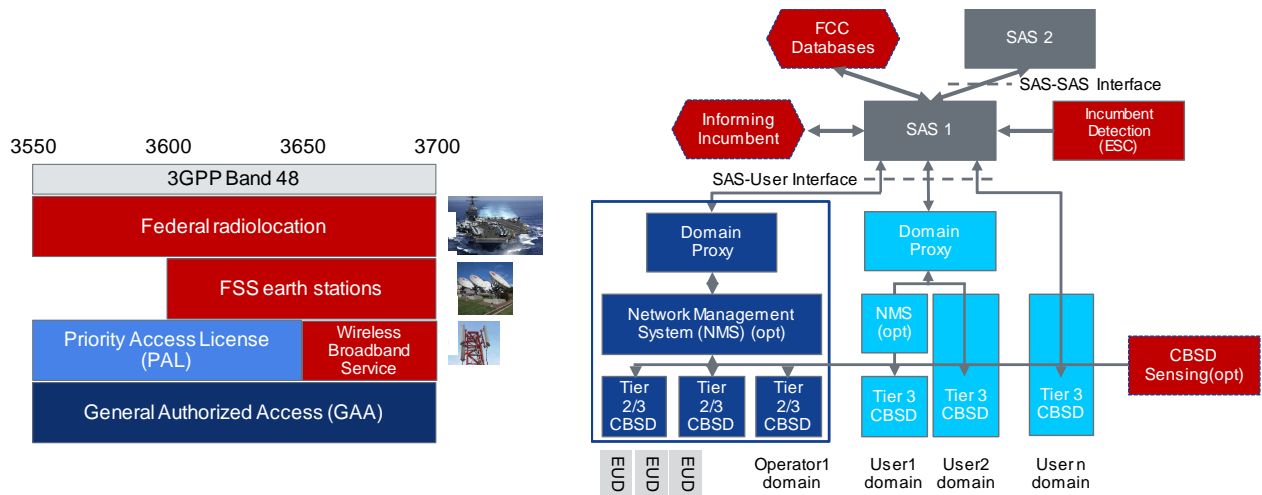 3550 3600 3650 3700
3GPP Band 48
Federal radiolocation
FSS earth stations
Priority Access License
(PAL)
Wireless
Broadband
Service
General Authorized Access (GAA)
FCC
Databases
SAS 2
SAS-SAS Interface
Informing
Incumbent
SAS 1
Incumbent
Detection
(ESC)
SAS-User Interface
Domain
Proxy
Domain
Proxy
Network Management
System (NMS) (opt)
NMS
(opt)
CBSD
Sensing(opt)
Tier
2/3
CBSD
Tier
2/3
CBSD
Tier
2/3
CBSD
Tier 3
CBSD
Tier 3
CBSD
Tier 3
CBSD
EUD
EUD
EUD
Operator1
domain
User1
domain
User2
domain
User n
domain